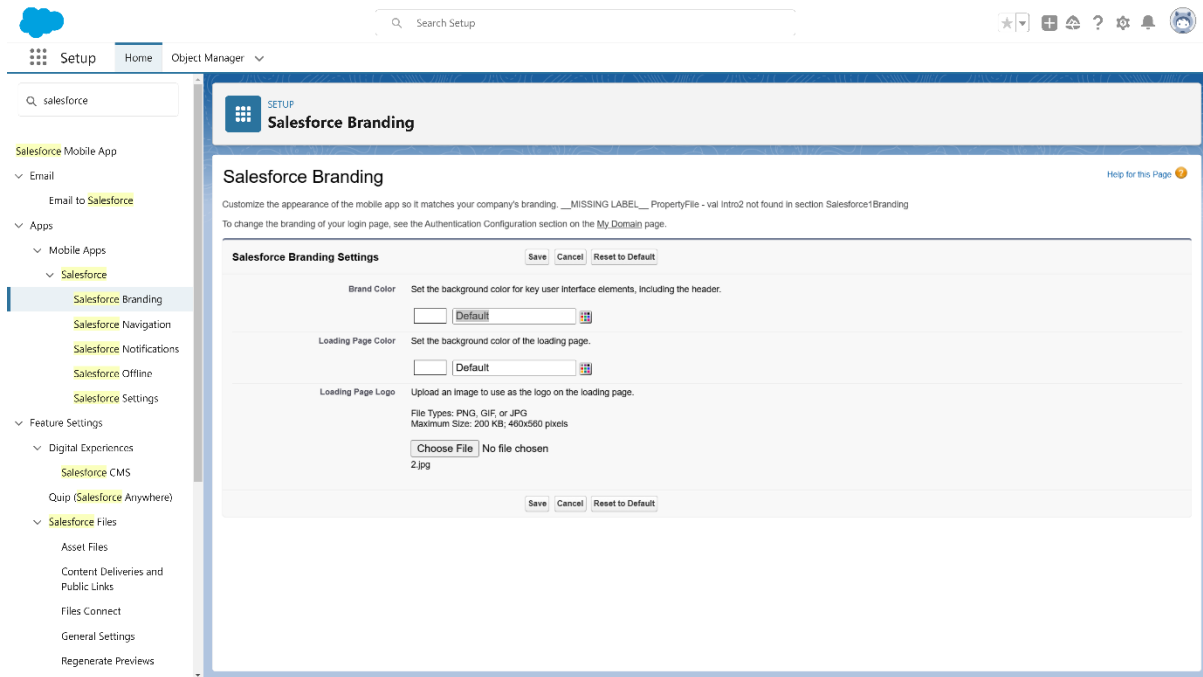 Search Setup
Setup
Home
Object Manager
salesforce
Salesforce Mobile App
Email
Email to Salesforce
Apps
Mobile Apps
Salesforce
Salesforce Branding
Salesforce Navigation
Salesforce Notifications
Salesforce Offline
Salesforce Settings
Feature Settings
Digital Experiences
Salesforce CMS
Quip (Salesforce Anywhere)
Salesforce Files
Asset Files
Content Deliveries and
Public Links
Files Connect
General Settings
Regenerate Previews
SETUP
Salesforce Branding
Salesforce Branding
Help for this Page ?
Customize the appearance of the mobile app so it matches your company's branding. __MISSING LABEL__ PropertyFile - val Intro2 not found in section Salesforce1Branding
To change the branding of your login page, see the Authentication Configuration section on the My Domain page.
Salesforce Branding Settings
Save Cancel Reset to Default
Brand Color Set the background color for key user interface elements, including the header.
Default
Loading Page Color Set the background color of the loading page.
Default
Loading Page Logo Upload an image to use as the logo on the loading page.
File Types: PNG, GIF, or JPG
Maximum Size: 200 KB; 460x560 pixels
Choose File No file chosen
2.jpg
Save Cancel Reset to Default